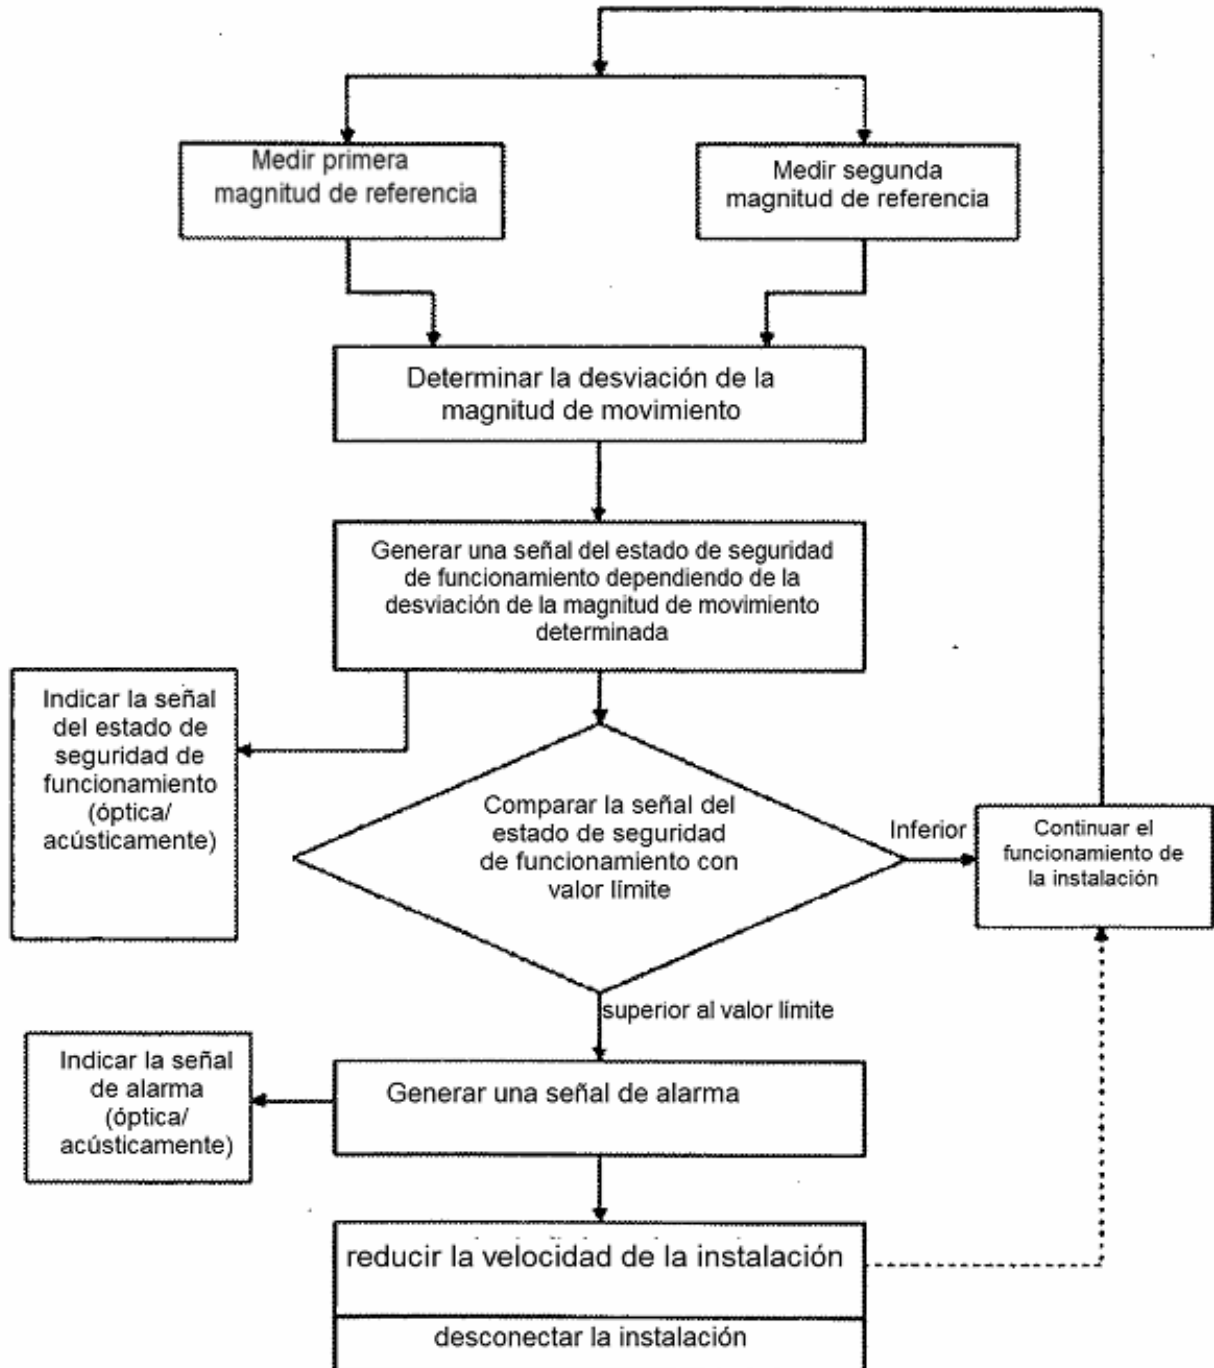 Medir primera
magnitud de referencia
Medir segunda
magnitud de referencia
Determinar la desviación de la
magnitud de movimiento
Generar una señal del estado de seguridad
de funcionamiento dependiendo de la
desviación de la magnitud de movimiento
determinada
Indicar la señal
del estado de
seguridad de
funcionamiento
(óptica/
acústicamente)
Comparar la señal del
estado de seguridad
de funcionamiento con
valor límite
Inferior
Continuar el
funcionamiento de
la instalación
superior al valor límite
Indicar la señal
de alarma
(óptica/
acústicamente)
Generar una señal de alarma
reducir la velocidad de la instalación
desconectar la instalación